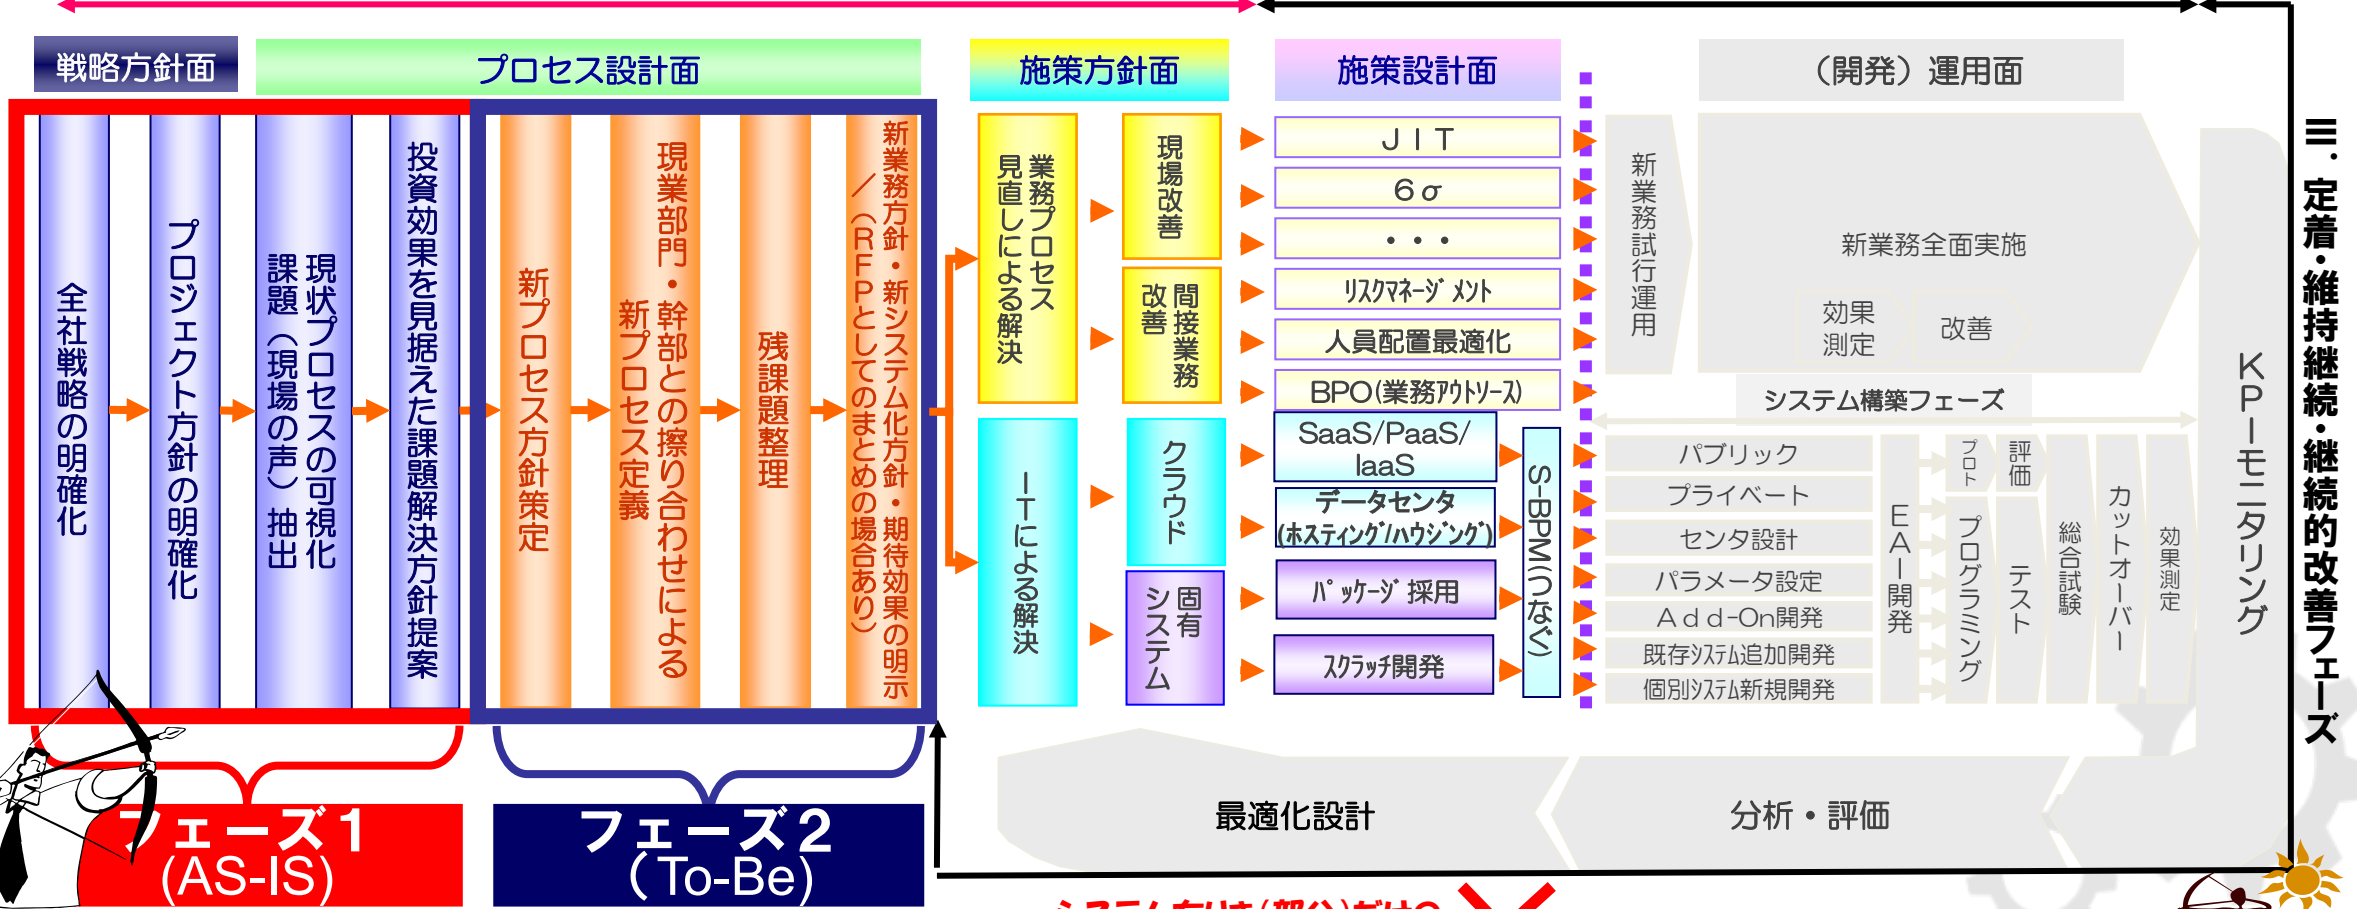 戦略方針面
プロセス設計面
施策方針面
施策設計面
（開発）運用面
全社戦略の明確化
プロジェクト方針の明確化
現状プロセスの可視化
課題（現場の声）抽出
投資効果を見据えた課題解決方針提案
新プロセス方針策定
現業部門・幹部との擦り合わせによる
新プロセス定義
残課題整理
新業務方針・新システム化方針・期待効果の明示
／（RFPとしてのまとめの場合あり）
業務プロセス
見直しによる解決
現場改善
間接業務
改善
ITによる解決
クラウド
固有
システム
JIT
6σ
・・・
リスクマネージメント
人員配置最適化
BPO(業務アウトソース)
SaaS/PaaS/
IaaS
データセンタ
(ホスティング/ハウジング)
パッケージ採用
スクラッチ開発
S-BPM(つなぐ)
新業務試行運用
新業務全面実施
効果
測定
改善
システム構築フェーズ
パブリック
プライベート
センタ設計
パラメータ設定
Add-On開発
既存システム追加開発
個別システム新規開発
EAI開発
プロト
評価
プログラミング
テスト
総合試験
カットオーバー
効果測定
KPIモニタリング
Ⅲ．定着・維持継続・継続的改善フェーズ
フェーズ1
(AS-IS)
フェーズ2
(To-Be)
最適化設計
分析・評価